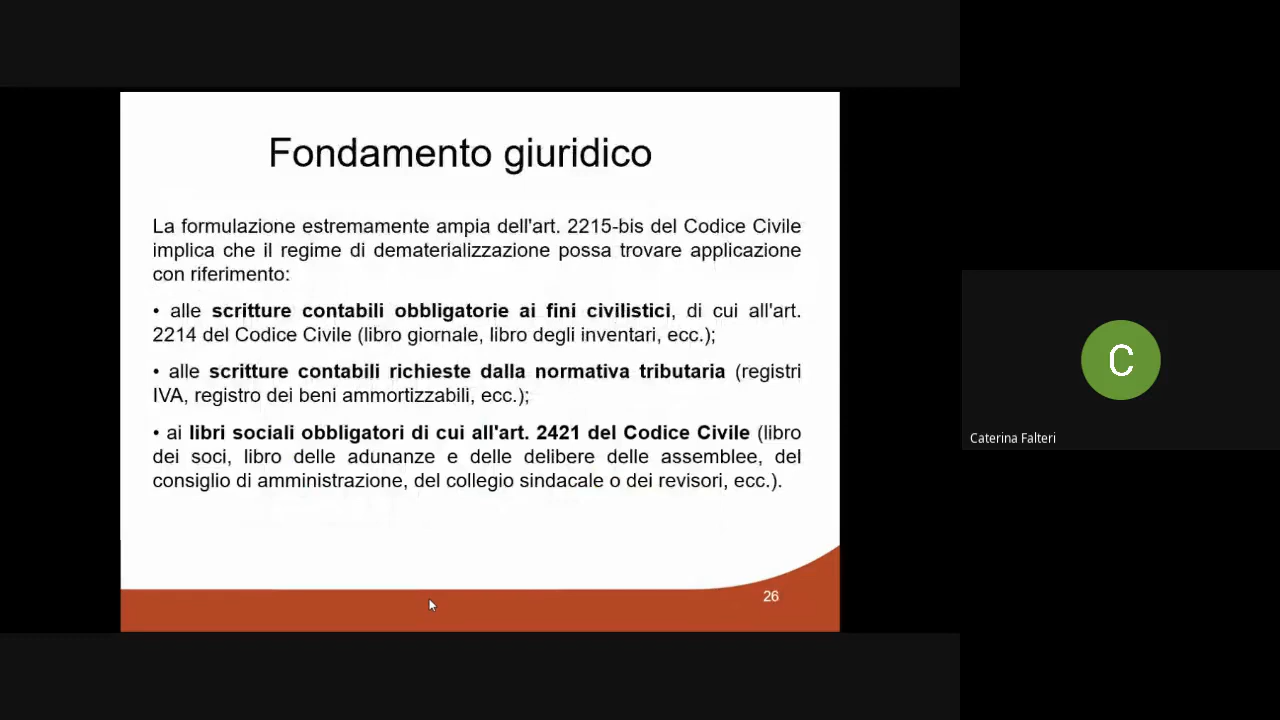 Fondamento giuridico
La formulazione estremamente ampia dell'art. 2215-bis del Codice Civile
implica che il regime di dematerializzazione possa trovare applicazione
con riferimento:
• alle scritture contabili obbligatorie ai fini civilistici, di cui all'art.
2214 del Codice Civile (libro giornale, libro degli inventari, ecc.);
• alle scritture contabili richieste dalla normativa tributaria (registri
IVA, registro dei beni ammortizzabili, ecc.);
• ai libri sociali obbligatori di cui all'art. 2421 del Codice Civile (libro
dei soci, libro delle adunanze e delle delibere delle assemblee, del
consiglio di amministrazione, del collegio sindacale o dei revisori, ecc.).
26
C
Caterina Falteri